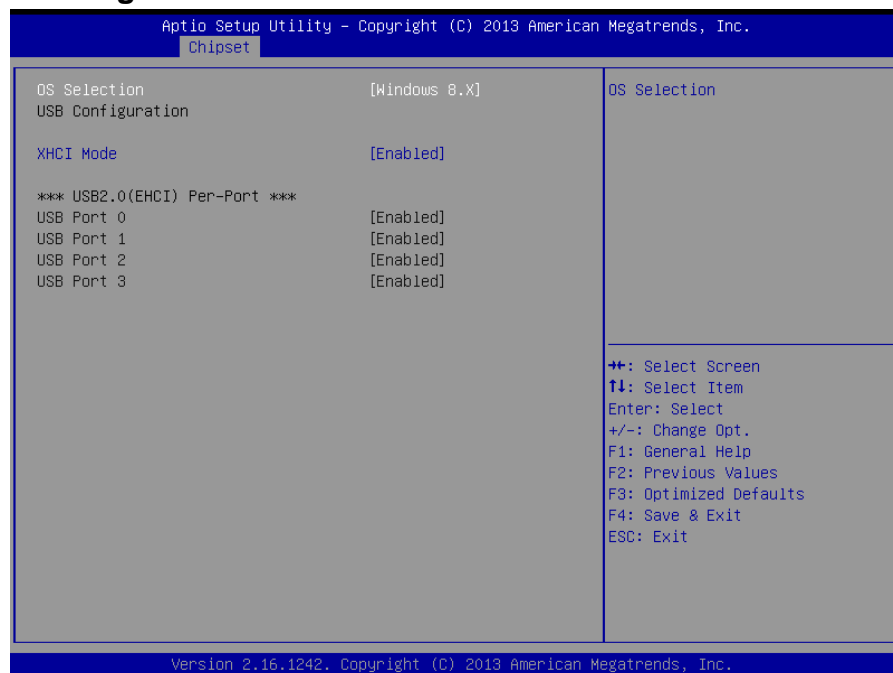 Aptio Setup Utility – Copyright (C) 2013 American Megatrends, Inc.
Chipset
OS Selection [Windows 8.X]
USB Configuration
XHCI Mode [Enabled]
*** USB2.0(EHCI) Per-Port ***
USB Port 0 [Enabled]
USB Port 1 [Enabled]
USB Port 2 [Enabled]
USB Port 3 [Enabled]
OS Selection
→←: Select Screen
↑↓: Select Item
Enter: Select
+/-: Change Opt.
F1: General Help
F2: Previous Values
F3: Optimized Defaults
F4: Save & Exit
ESC: Exit
Version 2.16.1242. Copyright (C) 2013 American Megatrends, Inc.